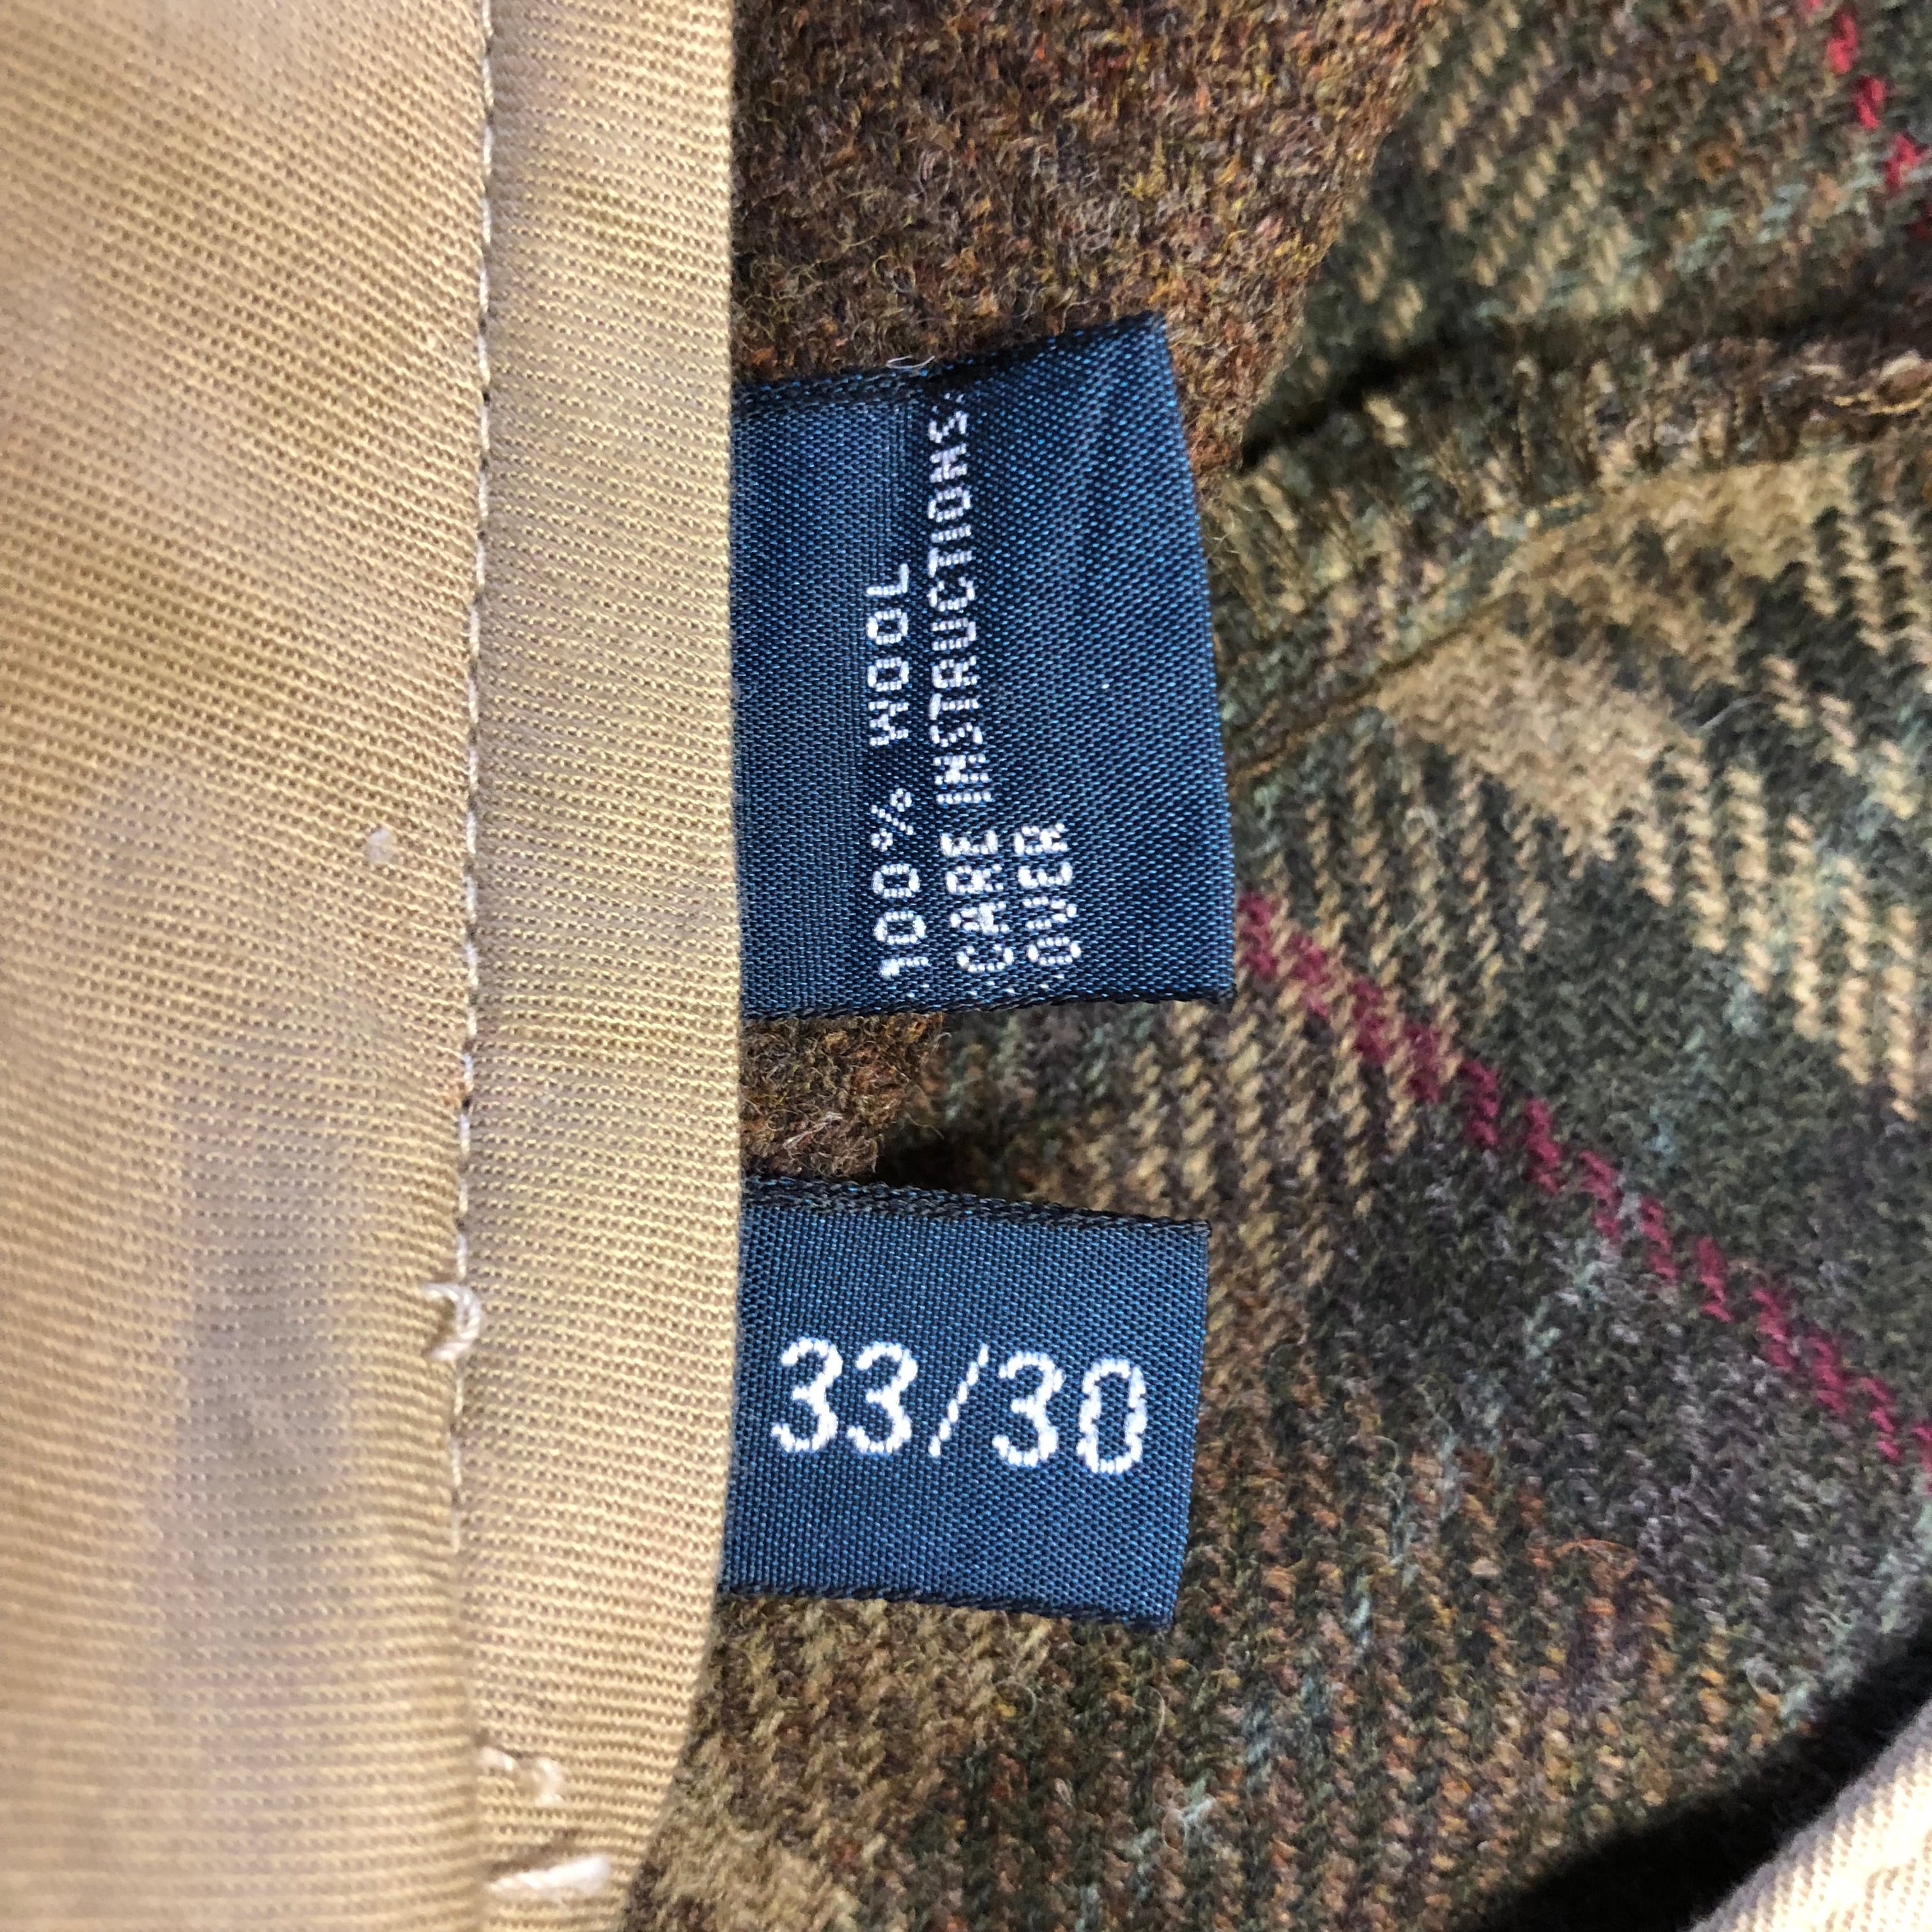 100% WOOL
CARE INSTRUCTIONS
OVER
33/30